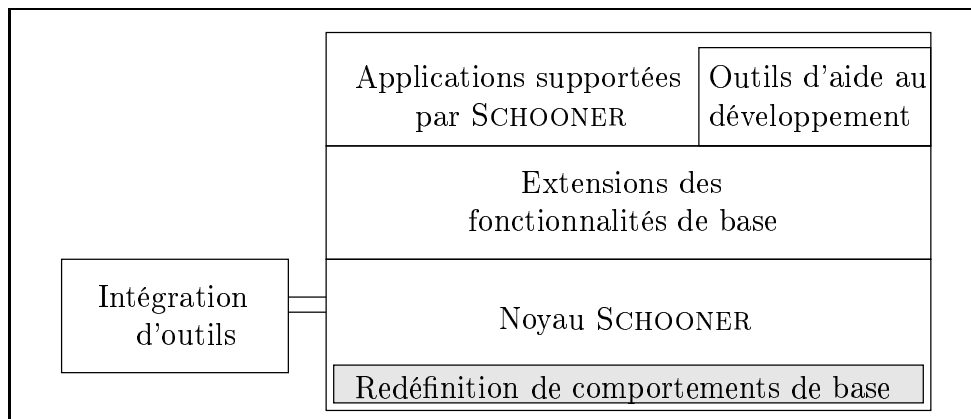 Applications supportées
par SCHOONER
Outils d'aide au
développement
Extensions des
fonctionnalités de base
Intégration
d'outils
Noyau SCHOONER
Redéfinition de comportements de base